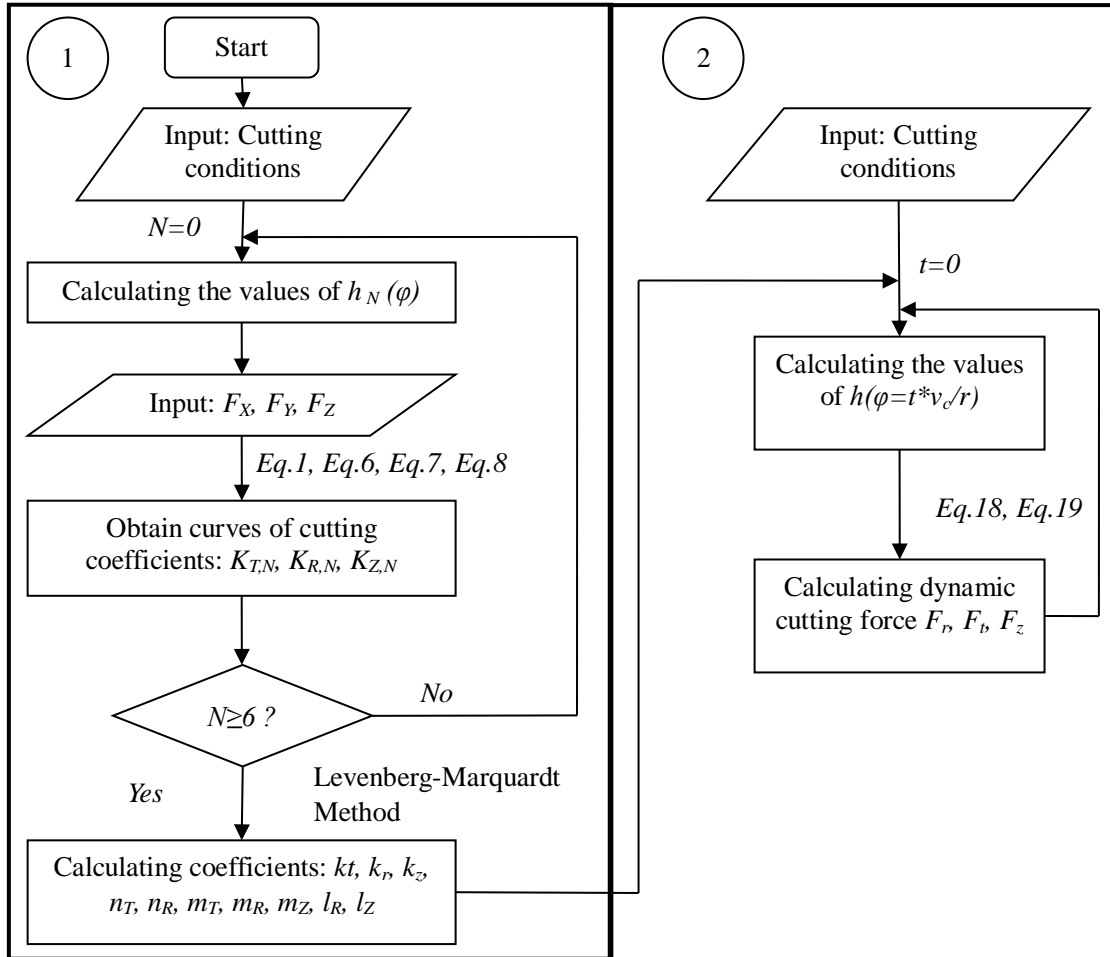 1
Start
Input: Cutting
conditions
N=0
Calculating the values of h N (φ)
Input: FX, FY, FZ
Eq.1, Eq.6, Eq.7, Eq.8
Obtain curves of cutting
coefficients: KT,N, KR,N, KZ,N
N≥6 ?
No
Yes
Levenberg-Marquardt
Method
Calculating coefficients: kt, kr, kz,
nT, nR, mT, mR, mZ, lR, lZ
2
Input: Cutting
conditions
t=0
Calculating the values
of h(φ=t*vc/r)
Eq.18, Eq.19
Calculating dynamic
cutting force Fr, Ft, Fz